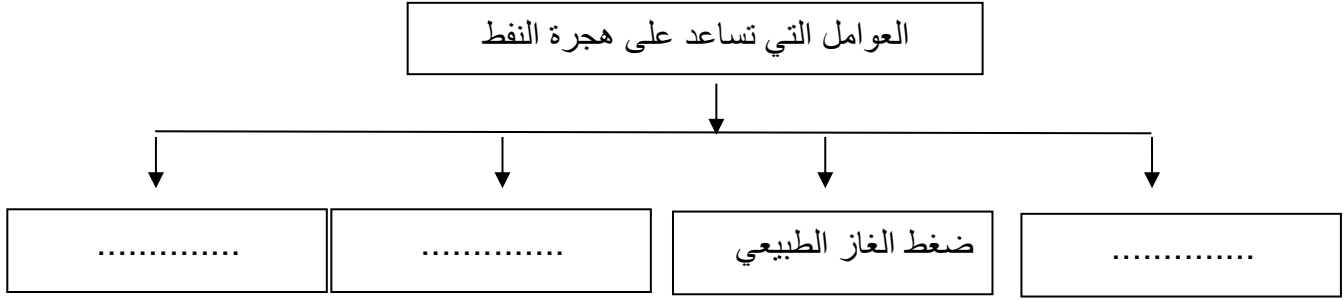 العوامل التي تساعد على هجرة النفط
..............
ضغط الغاز الطبيعي
..............
..............